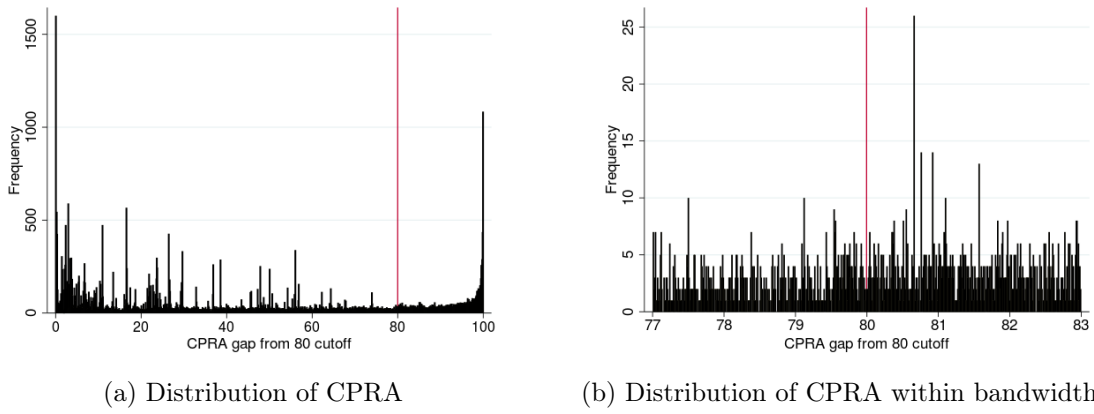 Frequency
1500
1000
500
0
0 20 40 60 80 100
CPRA gap from 80 cutoff
(a) Distribution of CPRA
Frequency
25
20
15
10
5
0
77 78 79 80 81 82 83
CPRA gap from 80 cutoff
(b) Distribution of CPRA within bandwidth